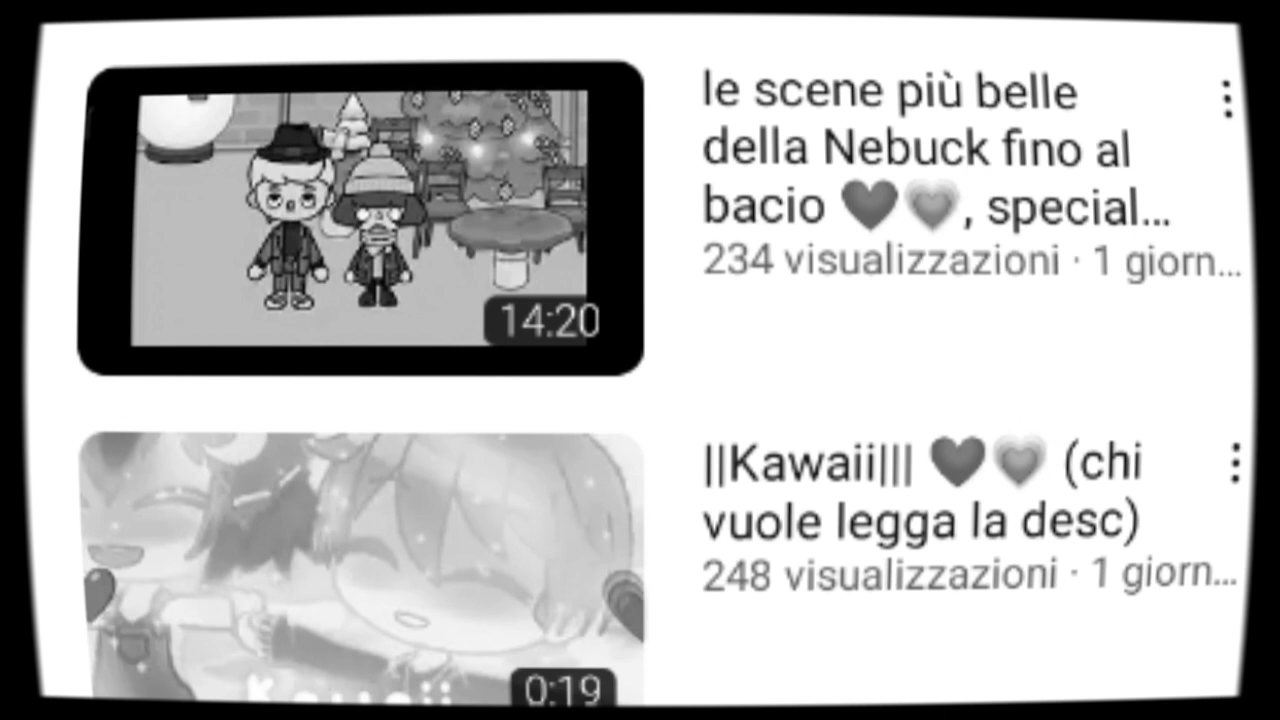 le scene più belle
della Nebuck fino al
bacio ❤️💗, special...
234 visualizzazioni · 1 giorn...
14:20
||Kawaii||| ❤️💗 (chi
vuole legga la desc)
248 visualizzazioni · 1 giorn...
Kawaii
0:19